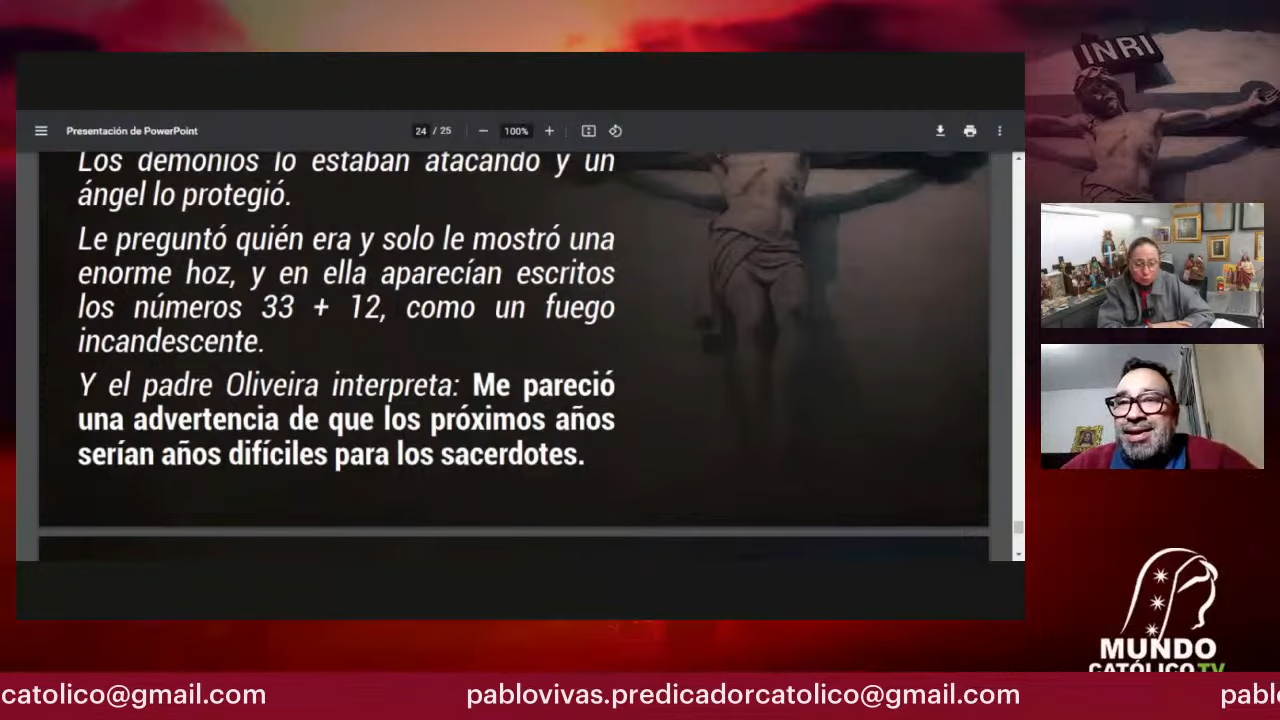 INRI
Presentación de PowerPoint
24 / 25
100%
Los demonios lo estaban atacando y un
ángel lo protegió.
Le preguntó quién era y solo le mostró una
enorme hoz, y en ella aparecían escritos
los números 33 + 12, como un fuego
incandescente.
Y el padre Oliveira interpreta: Me pareció
una advertencia de que los próximos años
serían años difíciles para los sacerdotes.
MUNDO
CATÓLICO TV
catolico@gmail.com pablovivas.predicadorcatolico@gmail.com pablo